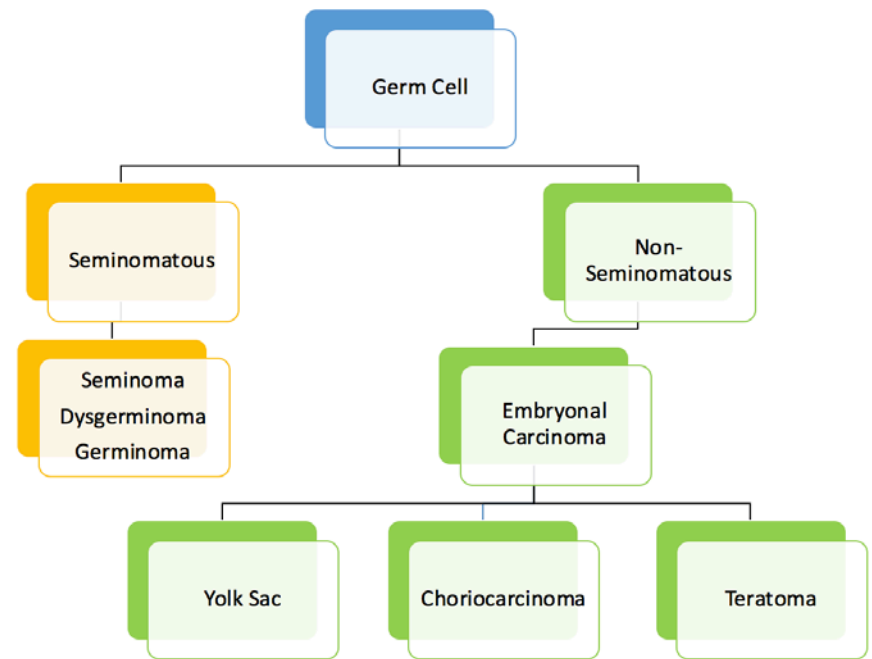 Germ Cell
Seminomatous
Non-
Seminomatous
Seminoma
Dysgerminoma
Germinoma
Embryonal
Carcinoma
Yolk Sac
Choriocarcinoma
Teratoma